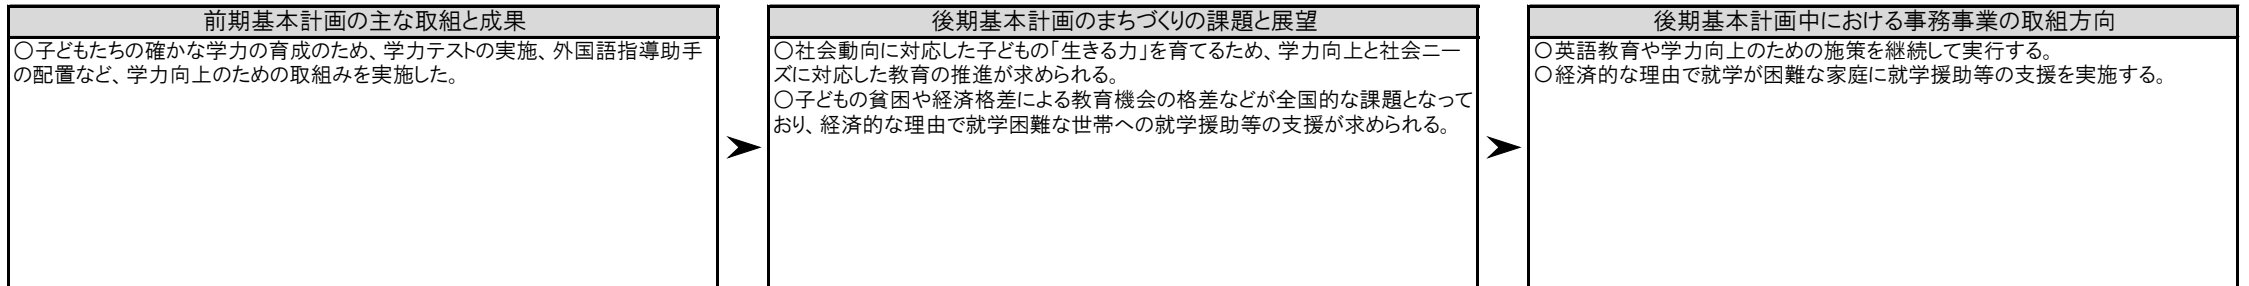 前期基本計画の主な取組と成果
〇子どもたちの確かな学力の育成のため、学力テストの実施、外国語指導助手
の配置など、学力向上のための取組みを実施した。
後期基本計画のまちづくりの課題と展望
〇社会動向に対応した子どもの「生きる力」を育てるため、学力向上と社会ニー
ズに対応した教育の推進が求められる。
〇子どもの貧困や経済格差による教育機会の格差などが全国的な課題となって
おり、経済的な理由で就学困難な世帯への就学援助等の支援が求められる。
後期基本計画中における事務事業の取組方向
〇英語教育や学力向上のための施策を継続して実行する。
〇経済的な理由で就学が困難な家庭に就学援助等の支援を実施する。